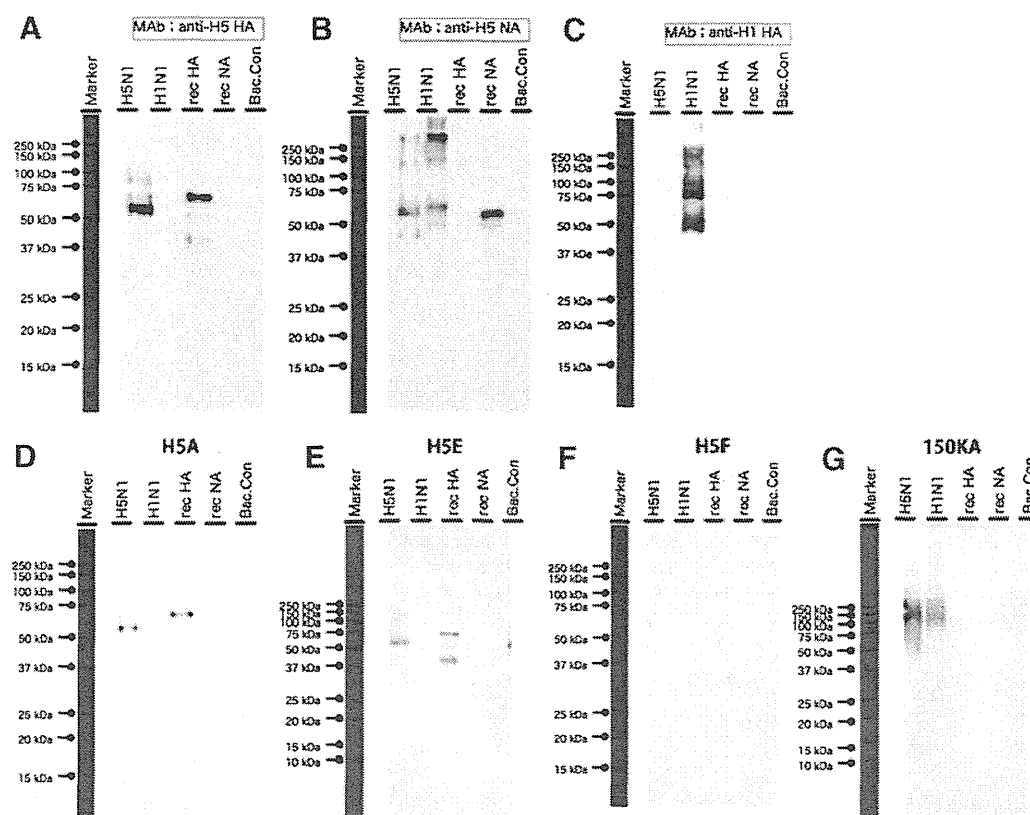 A
MAb : anti-H5 HA
Marker
H5N1
H1N1
rec HA
rec NA
Bac.Con
250 kDa
150 kDa
100 kDa
75 kDa
50 kDa
37 kDa
25 kDa
20 kDa
15 kDa
B
MAb : anti-H5 NA
Marker
H5N1
H1N1
rec HA
rec NA
Bac.Con
250 kDa
150 kDa
100 kDa
75 kDa
50 kDa
37 kDa
25 kDa
20 kDa
15 kDa
C
MAb : anti-H1 HA
Marker
H5N1
H1N1
rec HA
rec NA
Bac.Con
250 kDa
150 kDa
100 kDa
75 kDa
50 kDa
37 kDa
25 kDa
20 kDa
15 kDa
D
H5A
Marker
H5N1
H1N1
rec HA
rec NA
Bac.Con
250 kDa
150 kDa
100 kDa
75 kDa
50 kDa
37 kDa
25 kDa
20 kDa
15 kDa
E
H5E
Marker
H5N1
H1N1
rec HA
rec NA
Bac.Con
250 kDa
150 kDa
100 kDa
75 kDa
50 kDa
37 kDa
25 kDa
20 kDa
15 kDa
10 kDa
F
H5F
Marker
H5N1
H1N1
rec HA
rec NA
Bac.Con
250 kDa
150 kDa
100 kDa
75 kDa
50 kDa
37 kDa
25 kDa
20 kDa
15 kDa
G
150KA
Marker
H5N1
H1N1
rec HA
rec NA
Bac.Con
250 kDa
150 kDa
100 kDa
75 kDa
50 kDa
37 kDa
25 kDa
20 kDa
15 kDa
10 kDa